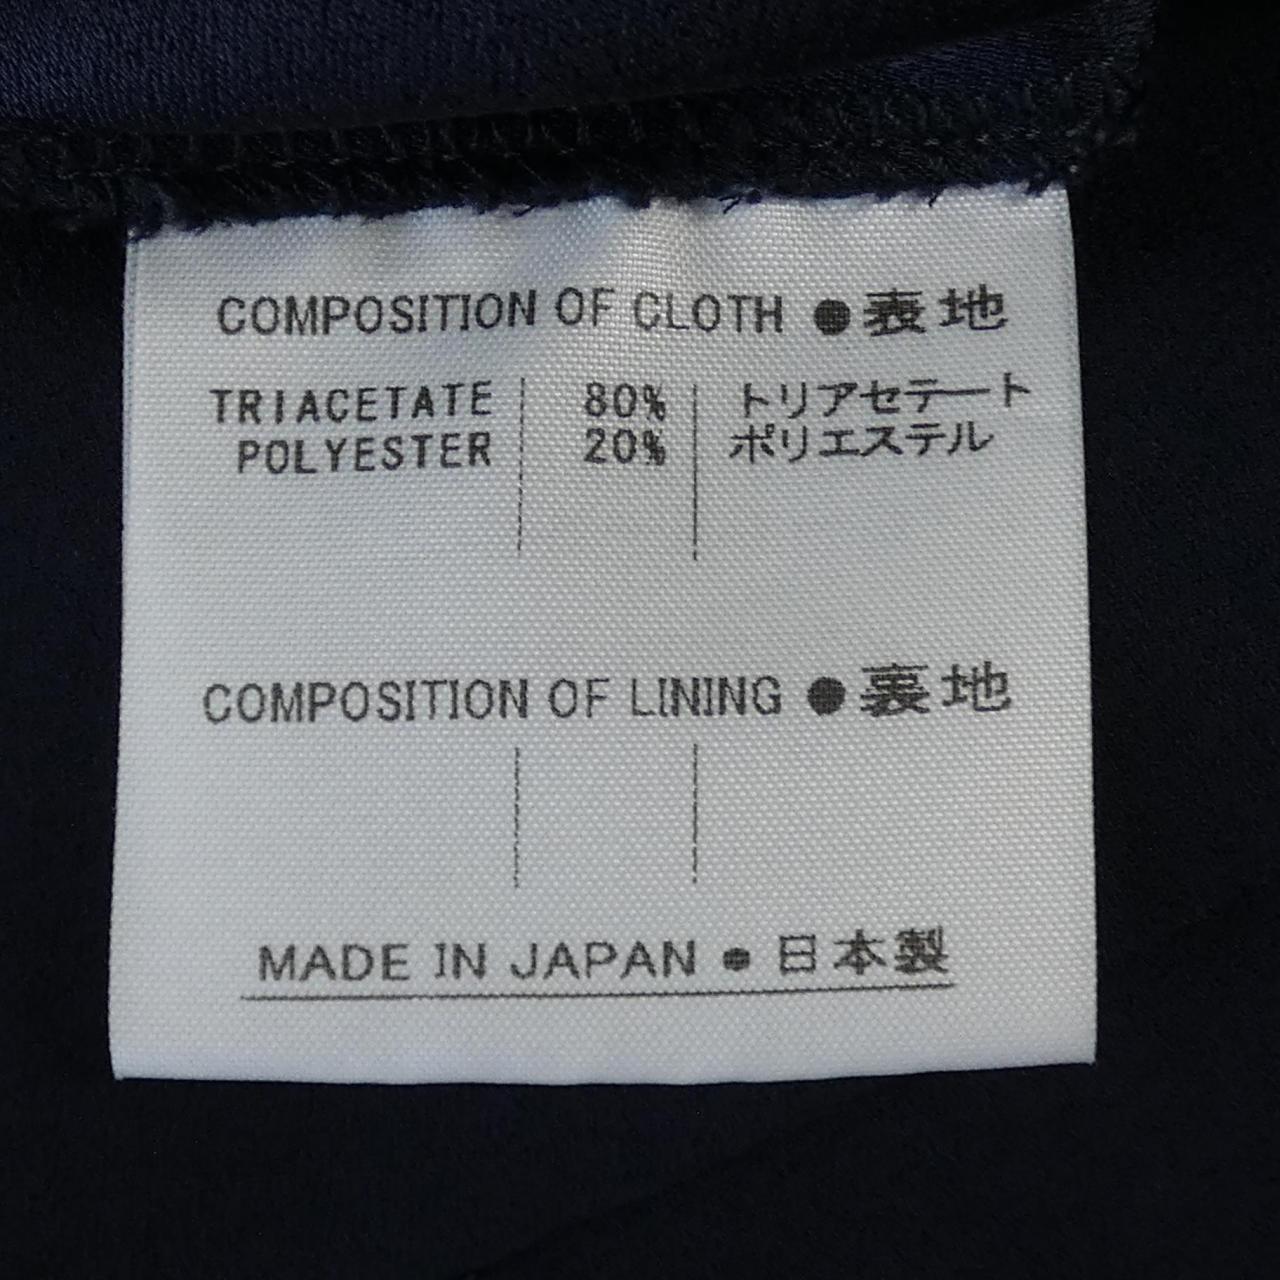 COMPOSITION OF CLOTH ●表地
TRIACETATE 80% トリアセテート
POLYESTER 20% ポリエステル
COMPOSITION OF LINING ●裏地
MADE IN JAPAN ● 日本製